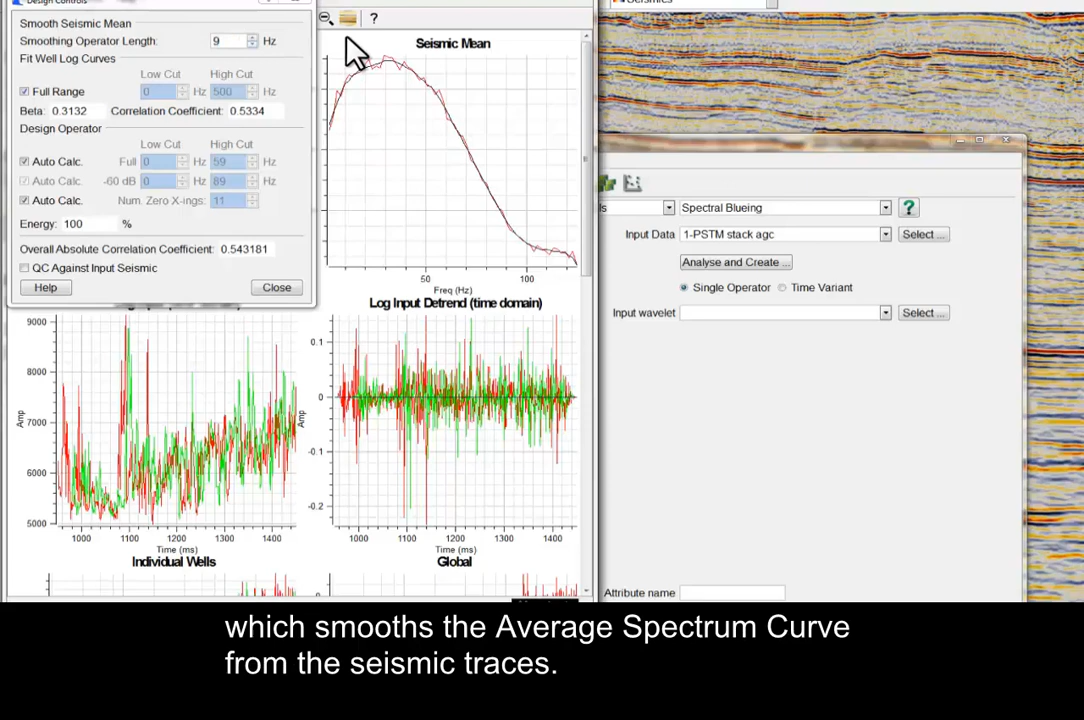 Design Controls
Smooth Seismic Mean
Smoothing Operator Length: 9 Hz
Fit Well Log Curves
Low Cut High Cut
Full Range 0 Hz 500 Hz
Beta: 0.3132 Correlation Coefficient: 0.5334
Design Operator
Low Cut High Cut
Auto Calc. Full 0 Hz 59 Hz
Auto Calc. -60 dB 0 Hz 89 Hz
Auto Calc. Num. Zero X-ings: 11
Energy: 100 %
Overall Absolute Correlation Coefficient: 0.543181
QC Against Input Seismic
Help Close
?
Seismic Mean
50 100
Freq (Hz)
Log Input Detrend (time domain)
9000
8000
7000
6000
5000
Amp
1000 1100 1200 1300 1400
Time (ms)
0.1
0
-0.1
-0.2
Amp
1000 1100 1200 1300 1400
Time (ms)
Individual Wells
Global
0
Spectral Blueing ?
Input Data 1-PSTM stack agc Select ...
Analyse and Create ...
Single Operator Time Variant
Input wavelet Select ...
Attribute name
which smooths the Average Spectrum Curve
from the seismic traces.